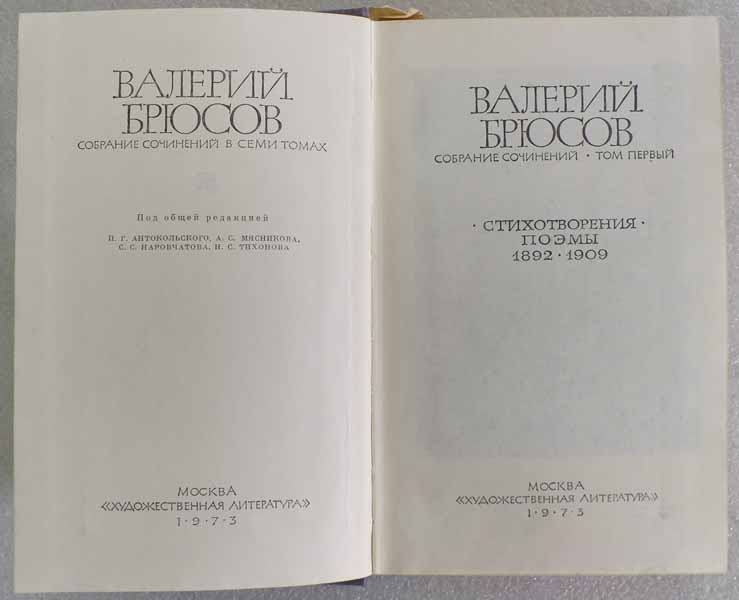 ВАЛЕРИЙ
БРЮСОВ
СОБРАНИЕ СОЧИНЕНИЙ В СЕМИ ТОМАХ
Под общей редакцией
П. Г. АНТОКОЛЬСКОГО, А. С. МЯСНИКОВА,
С. С. НАРОВЧАТОВА, Н. С. ТИХОНОВА
МОСКВА
«ХУДОЖЕСТВЕННАЯ ЛИТЕРАТУРА»
1 · 9 · 7 · 3
ВАЛЕРИЙ
БРЮСОВ
СОБРАНИЕ СОЧИНЕНИЙ · ТОМ ПЕРВЫЙ
· СТИХОТВОРЕНИЯ ·
ПОЭМЫ
1892 · 1909
МОСКВА
«ХУДОЖЕСТВЕННАЯ ЛИТЕРАТУРА»
1 · 9 · 7 · 3